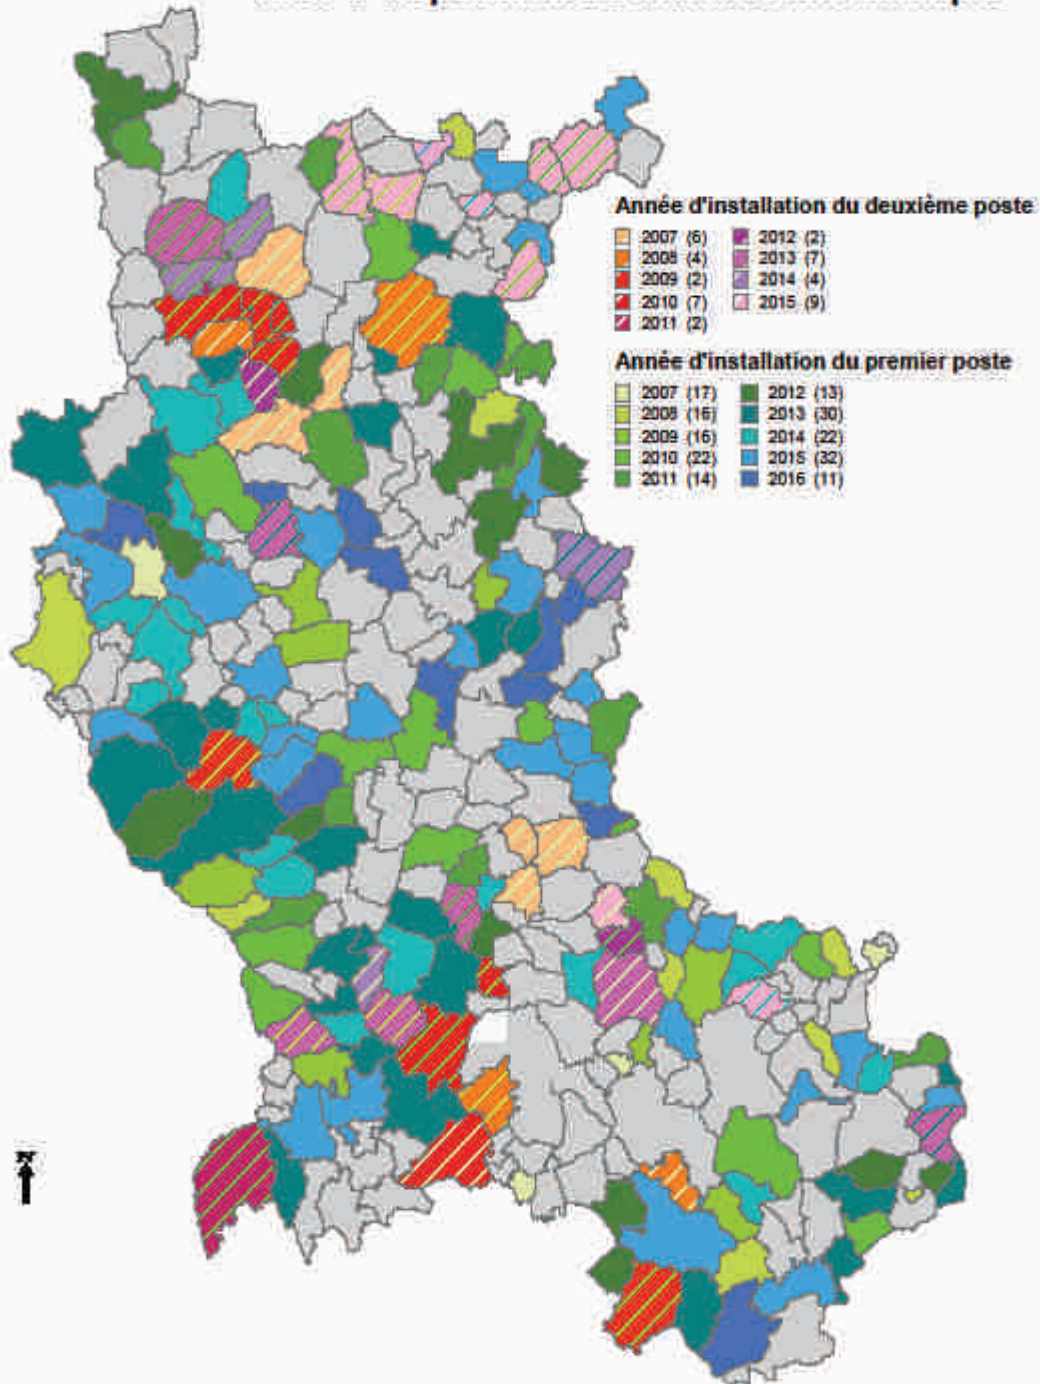 Année d'installation du deuxième poste
2007 (6) 2012 (2)
2008 (4) 2013 (7)
2009 (2) 2014 (4)
2010 (7) 2015 (9)
2011 (2)
Année d'installation du premier poste
2007 (17) 2012 (13)
2008 (16) 2013 (30)
2009 (16) 2014 (22)
2010 (22) 2015 (32)
2011 (14) 2016 (11)
N